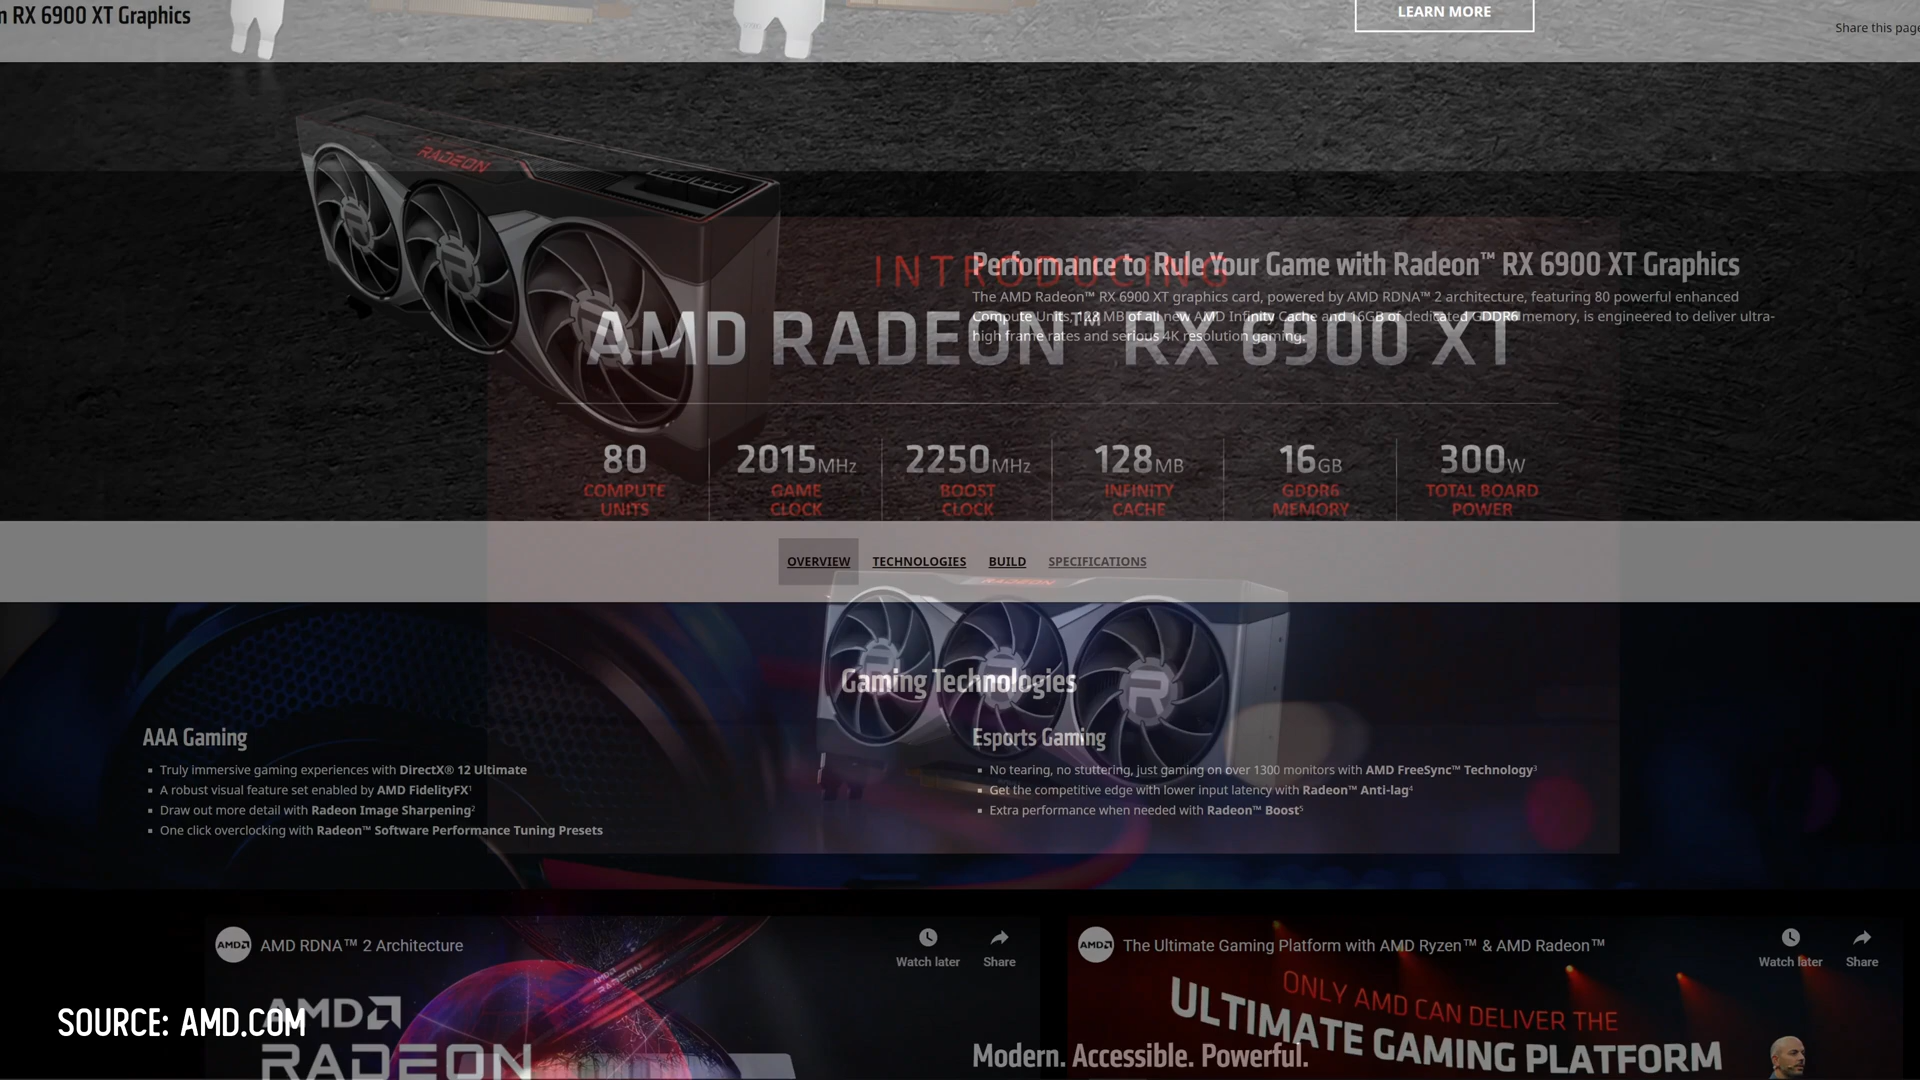 n RX 6900 XT Graphics
LEARN MORE
Share this page
RADEON
INTRODUCING
Performance to Rule Your Game with Radeon™ RX 6900 XT Graphics
The AMD Radeon™ RX 6900 XT graphics card, powered by AMD RDNA™ 2 architecture, featuring 80 powerful enhanced
Compute Units, 128 MB of all new AMD Infinity Cache and 16GB of dedicated GDDR6 memory, is engineered to deliver ultra-
high frame rates and serious 4K resolution gaming.
AMD RADEON™ RX 6900 XT
80 COMPUTE UNITS
2015MHz GAME CLOCK
2250MHz BOOST CLOCK
128MB INFINITY CACHE
16GB GDDR6 MEMORY
300W TOTAL BOARD POWER
OVERVIEW TECHNOLOGIES BUILD SPECIFICATIONS
RADEON
Gaming Technologies
AAA Gaming
▪ Truly immersive gaming experiences with DirectX® 12 Ultimate
▪ A robust visual feature set enabled by AMD FidelityFX¹
▪ Draw out more detail with Radeon Image Sharpening²
▪ One click overclocking with Radeon™ Software Performance Tuning Presets
Esports Gaming
▪ No tearing, no stuttering, just gaming on over 1300 monitors with AMD FreeSync™ Technology³
▪ Get the competitive edge with lower input latency with Radeon™ Anti-lag⁴
▪ Extra performance when needed with Radeon™ Boost⁵
AMD AMD RDNA™ 2 Architecture
Watch later Share
AMD The Ultimate Gaming Platform with AMD Ryzen™ & AMD Radeon™
Watch later Share
RADEON
AMD
RADEON
ONLY AMD CAN DELIVER THE
ULTIMATE GAMING PLATFORM
SOURCE: AMD.COM
Modern. Accessible. Powerful.